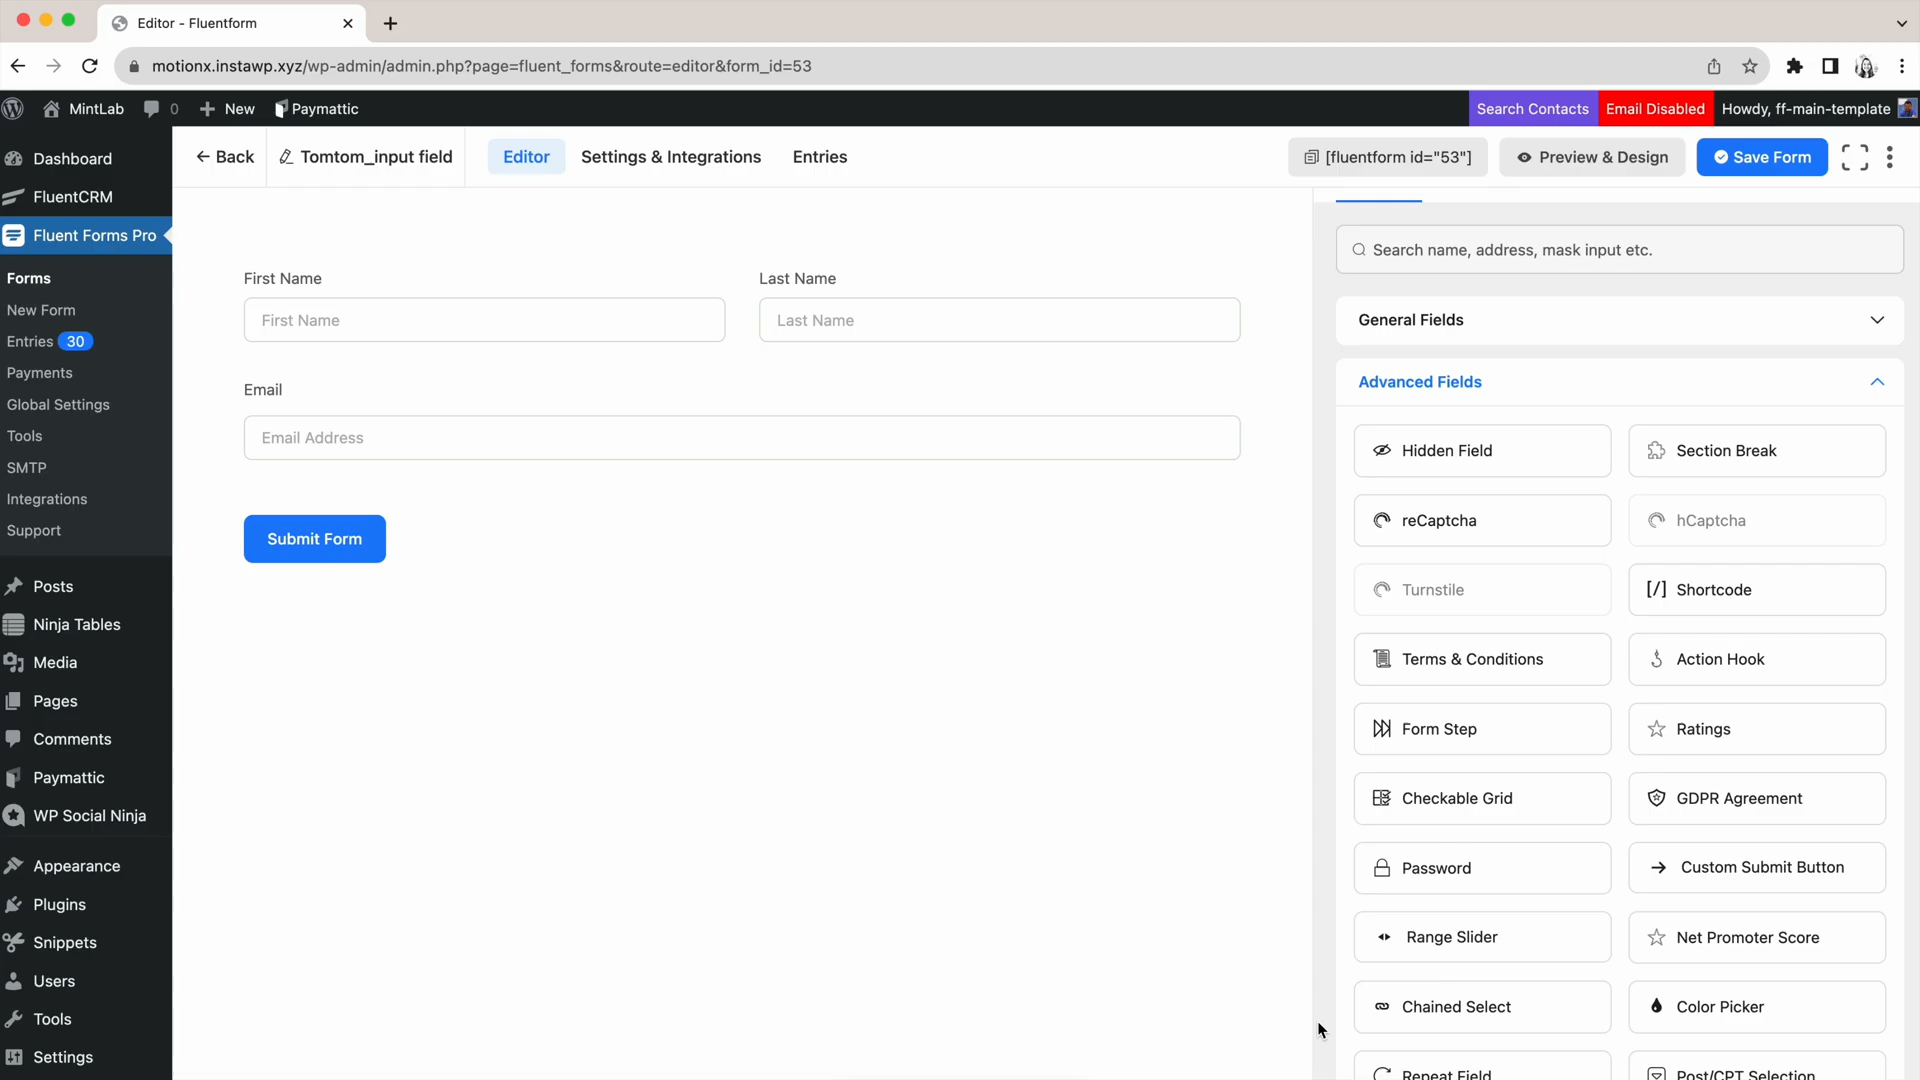 Editor - Fluentform
motionx.instawp.xyz/wp-admin/admin.php?page=fluent_forms&route=editor&form_id=53
MintLab 0 New Paymattic Search Contacts Email Disabled Howdy, ff-main-template
Back Tomtom_input field Editor Settings & Integrations Entries [fluentform id="53"] Preview & Design Save Form
Dashboard
FluentCRM
Fluent Forms Pro
Forms
New Form
Entries 30
Payments
Global Settings
Tools
SMTP
Integrations
Support
Posts
Ninja Tables
Media
Pages
Comments
Paymattic
WP Social Ninja
Appearance
Plugins
Snippets
Users
Tools
Settings
First Name Last Name
First Name Last Name
Email
Email Address
Submit Form
Search name, address, mask input etc.
General Fields
Advanced Fields
Hidden Field Section Break
reCaptcha hCaptcha
Turnstile [/] Shortcode
Terms & Conditions Action Hook
Form Step Ratings
Checkable Grid GDPR Agreement
Password Custom Submit Button
Range Slider Net Promoter Score
Chained Select Color Picker
Repeat Field Post/CPT Selection